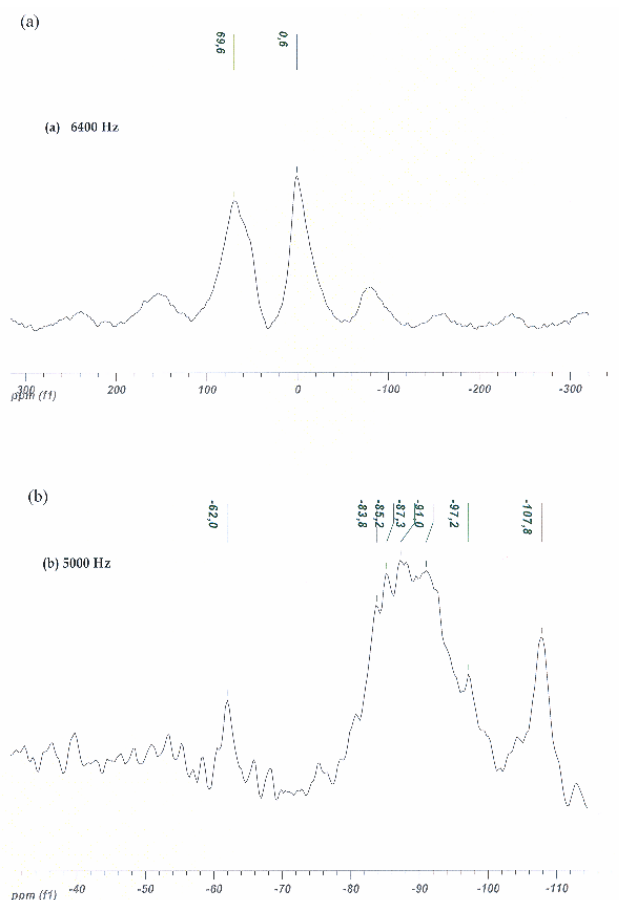 (a)
69,6 0,6
(a) 6400 Hz
300 200 100 0 -100 -200 -300
ppm (f1)
(b)
-62,0 -83,8 -85,2 -87,3 -91,0 -97,2 -107,8
(b) 5000 Hz
-40 -50 -60 -70 -80 -90 -100 -110
ppm (f1)